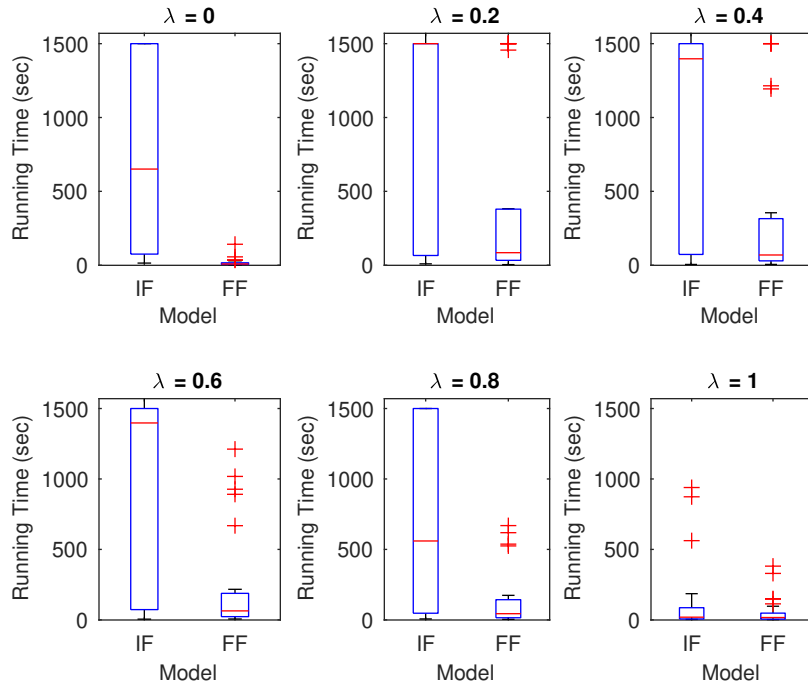 λ = 0
1500
1000
500
0
Running Time (sec)
IF
FF
Model
λ = 0.2
1500
1000
500
0
Running Time (sec)
IF
FF
Model
λ = 0.4
1500
1000
500
0
Running Time (sec)
IF
FF
Model
λ = 0.6
1500
1000
500
0
Running Time (sec)
IF
FF
Model
λ = 0.8
1500
1000
500
0
Running Time (sec)
IF
FF
Model
λ = 1
1500
1000
500
0
Running Time (sec)
IF
FF
Model